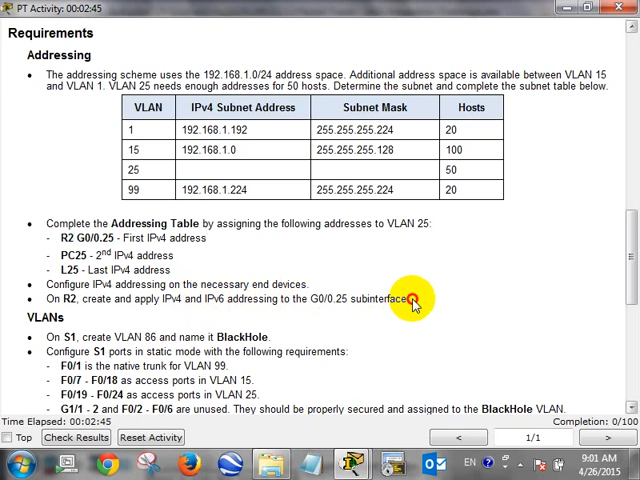 PT Activity: 00:02:45
Requirements
Addressing
• The addressing scheme uses the 192.168.1.0/24 address space. Additional address space is available between VLAN 15
and VLAN 1. VLAN 25 needs enough addresses for 50 hosts. Determine the subnet and complete the subnet table below.
VLAN IPv4 Subnet Address Subnet Mask Hosts
1 192.168.1.192 255.255.255.224 20
15 192.168.1.0 255.255.255.128 100
25 50
99 192.168.1.224 255.255.255.224 20
• Complete the Addressing Table by assigning the following addresses to VLAN 25:
- R2 G0/0.25 - First IPv4 address
- PC25 - 2nd IPv4 address
- L25 - Last IPv4 address
• Configure IPv4 addressing on the necessary end devices.
• On R2, create and apply IPv4 and IPv6 addressing to the G0/0.25 subinterface
VLANs
• On S1, create VLAN 86 and name it BlackHole.
• Configure S1 ports in static mode with the following requirements:
- F0/1 is the native trunk for VLAN 99.
- F0/7 - F0/18 as access ports in VLAN 15.
- F0/19 - F0/24 as access ports in VLAN 25.
- G1/1 - 2 and F0/2 - F0/6 are unused. They should be properly secured and assigned to the BlackHole VLAN.
Time Elapsed: 00:02:45 Completion: 0/100
Top Check Results Reset Activity < 1/1 >
EN 9:01 AM
4/26/2015